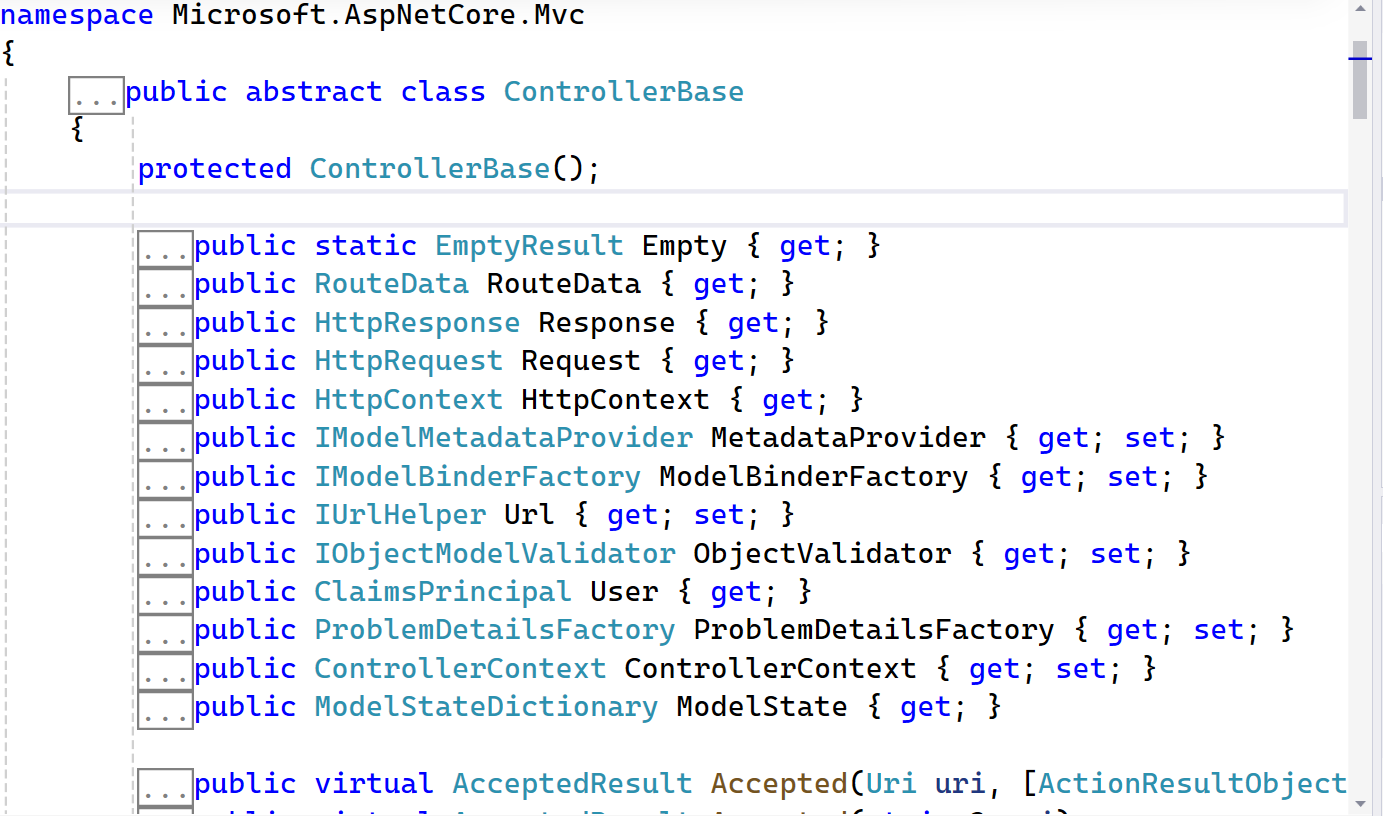 namespace Microsoft.AspNetCore.Mvc
{
...public abstract class ControllerBase
{
protected ControllerBase();
...public static EmptyResult Empty { get; }
...public RouteData RouteData { get; }
...public HttpResponse Response { get; }
...public HttpRequest Request { get; }
...public HttpContext HttpContext { get; }
...public IModelMetadataProvider MetadataProvider { get; set; }
...public IModelBinderFactory ModelBinderFactory { get; set; }
...public IUrlHelper Url { get; set; }
...public IObjectModelValidator ObjectValidator { get; set; }
...public ClaimsPrincipal User { get; }
...public ProblemDetailsFactory ProblemDetailsFactory { get; set; }
...public ControllerContext ControllerContext { get; set; }
...public ModelStateDictionary ModelState { get; }
...public virtual AcceptedResult Accepted(Uri uri, [ActionResultObject